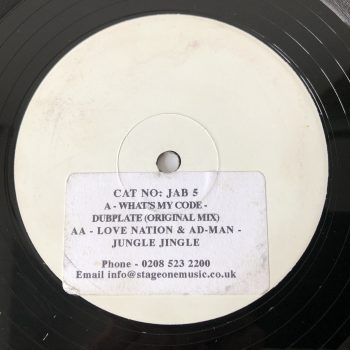 CAT NO: JAB 5
A - WHAT'S MY CODE -
DUBPLATE (ORIGINAL MIX)
AA - LOVE NATION & AD-MAN -
JUNGLE JINGLE
Phone - 0208 523 2200
Email info@stageonemusic.co.uk